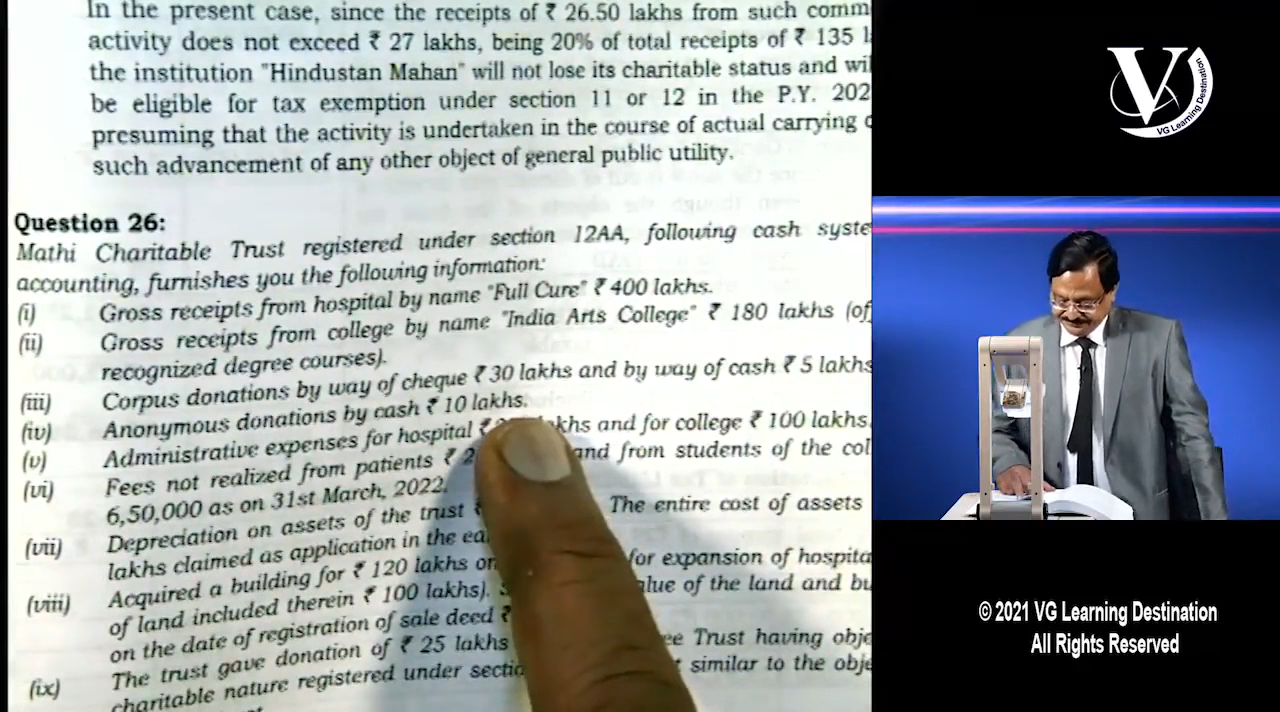 In the present case, since the receipts of ₹ 26.50 lakhs from such comm
activity does not exceed ₹ 27 lakhs, being 20% of total receipts of ₹ 135 l
the institution "Hindustan Mahan" will not lose its charitable status and wil
be eligible for tax exemption under section 11 or 12 in the P.Y. 202
presuming that the activity is undertaken in the course of actual carrying o
such advancement of any other object of general public utility.
Question 26:
Mathi Charitable Trust registered under section 12AA, following cash syste
accounting, furnishes you the following information:
(i) Gross receipts from hospital by name "Full Cure" ₹ 400 lakhs.
(ii) Gross receipts from college by name "India Arts College" ₹ 180 lakhs (of
recognized degree courses).
(iii) Corpus donations by way of cheque ₹ 30 lakhs and by way of cash ₹ 5 lakhs
(iv) Anonymous donations by cash ₹ 10 lakhs.
(v) Administrative expenses for hospital ₹ khs and for college ₹ 100 lakhs.
(vi) Fees not realized from patients ₹ 2 and from students of the col
6,50,000 as on 31st March, 2022.
(vii) Depreciation on assets of the trust The entire cost of assets
lakhs claimed as application in the ea
(viii) Acquired a building for ₹ 120 lakhs on for expansion of hospita
of land included therein ₹ 100 lakhs). lue of the land and bu
on the date of registration of sale deed ₹
(ix) The trust gave donation of ₹ 25 lakhs ee Trust having obje
charitable nature registered under sectio similar to the obje
V
VG Learning Destination
© 2021 VG Learning Destination
All Rights Reserved